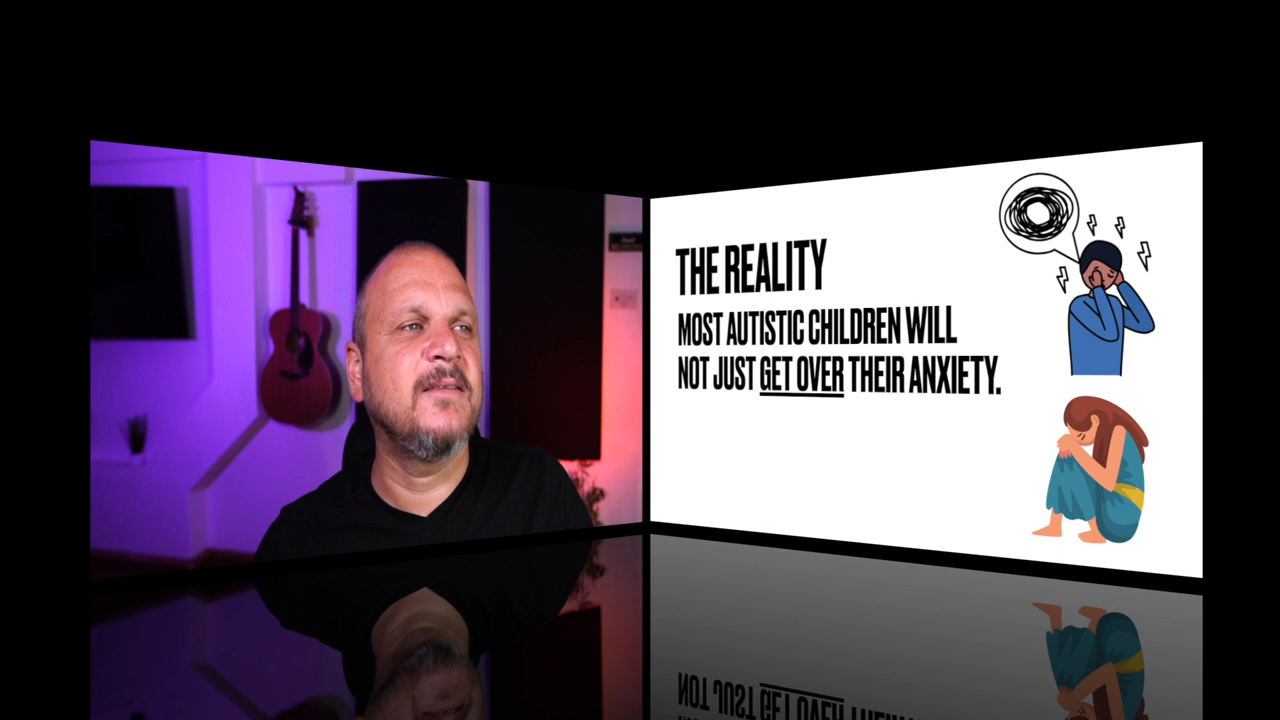 THE REALITY
MOST AUTISTIC CHILDREN WILL
NOT JUST GET OVER THEIR ANXIETY.